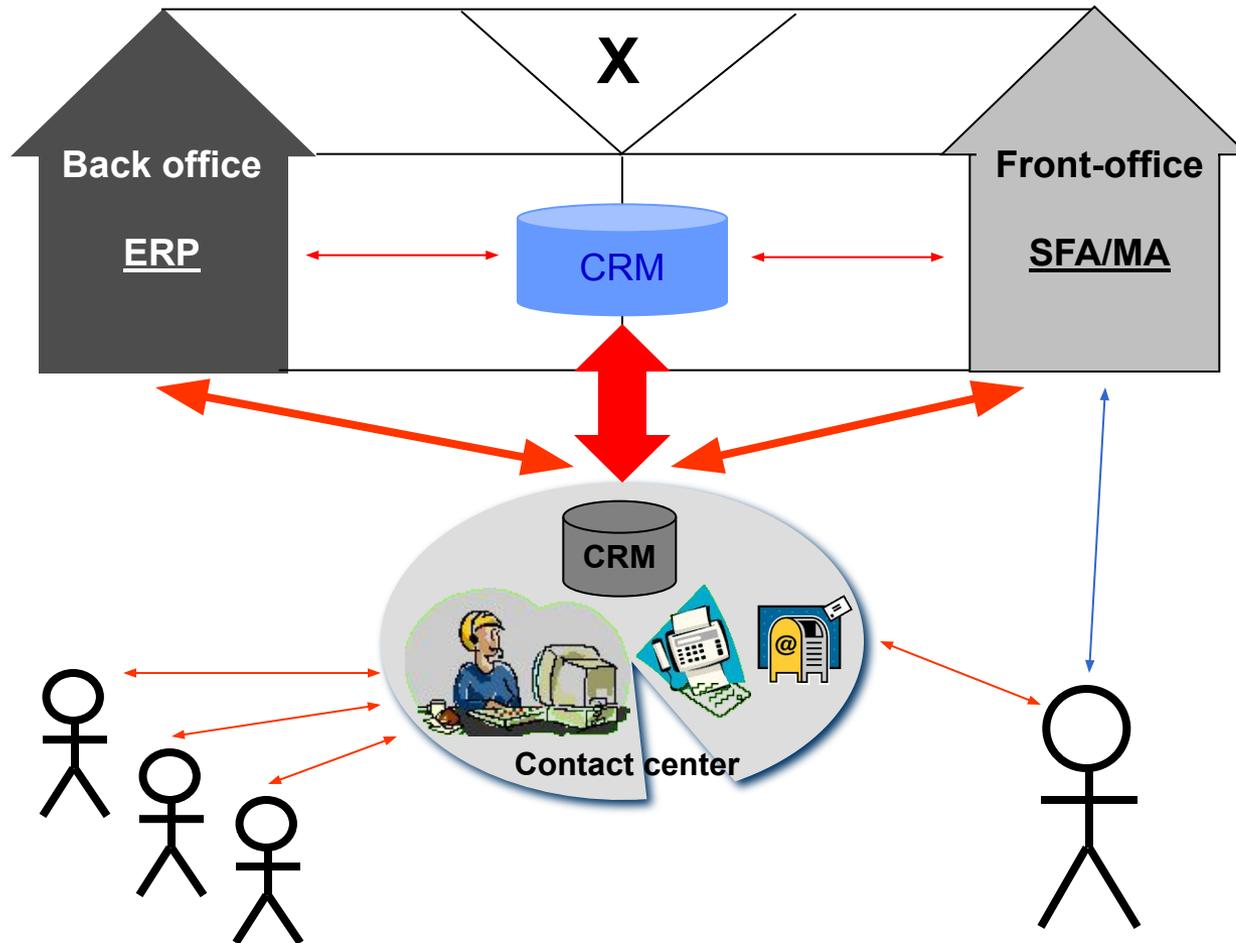 X
Back office
ERP
CRM
Front-office
SFA/MA
CRM
@
Contact center